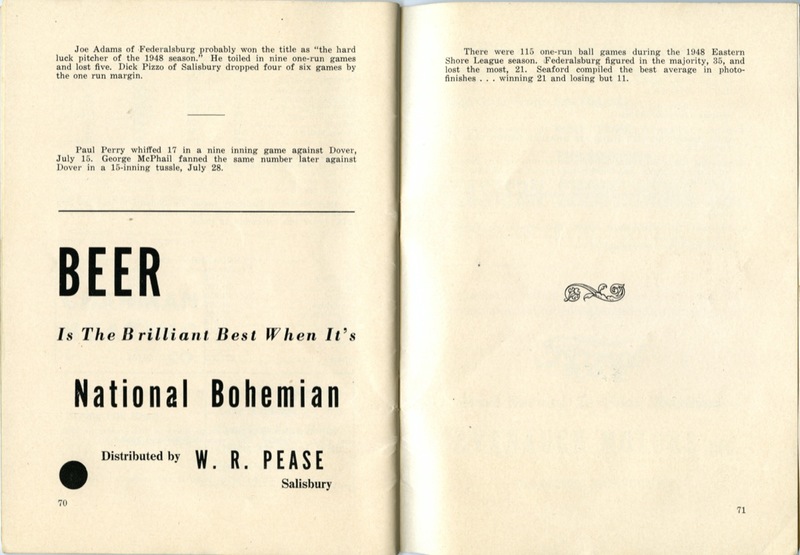 Joe Adams of Federalsburg probably won the title as "the hard
luck pitcher of the 1948 season." He toiled in nine one-run games
and lost five. Dick Pizzo of Salisbury dropped four of six games by
the one run margin.
Paul Perry whiffed 17 in a nine inning game against Dover,
July 15. George McPhail fanned the same number later against
Dover in a 15-inning tussle, July 28.
BEER
Is The Brilliant Best When It's
National Bohemian
Distributed by W. R. PEASE
Salisbury
70
There were 115 one-run ball games during the 1948 Eastern
Shore League season. Federalsburg figured in the majority, 35, and
lost the most, 21. Seaford compiled the best average in photo-
finishes . . . winning 21 and losing but 11.
71